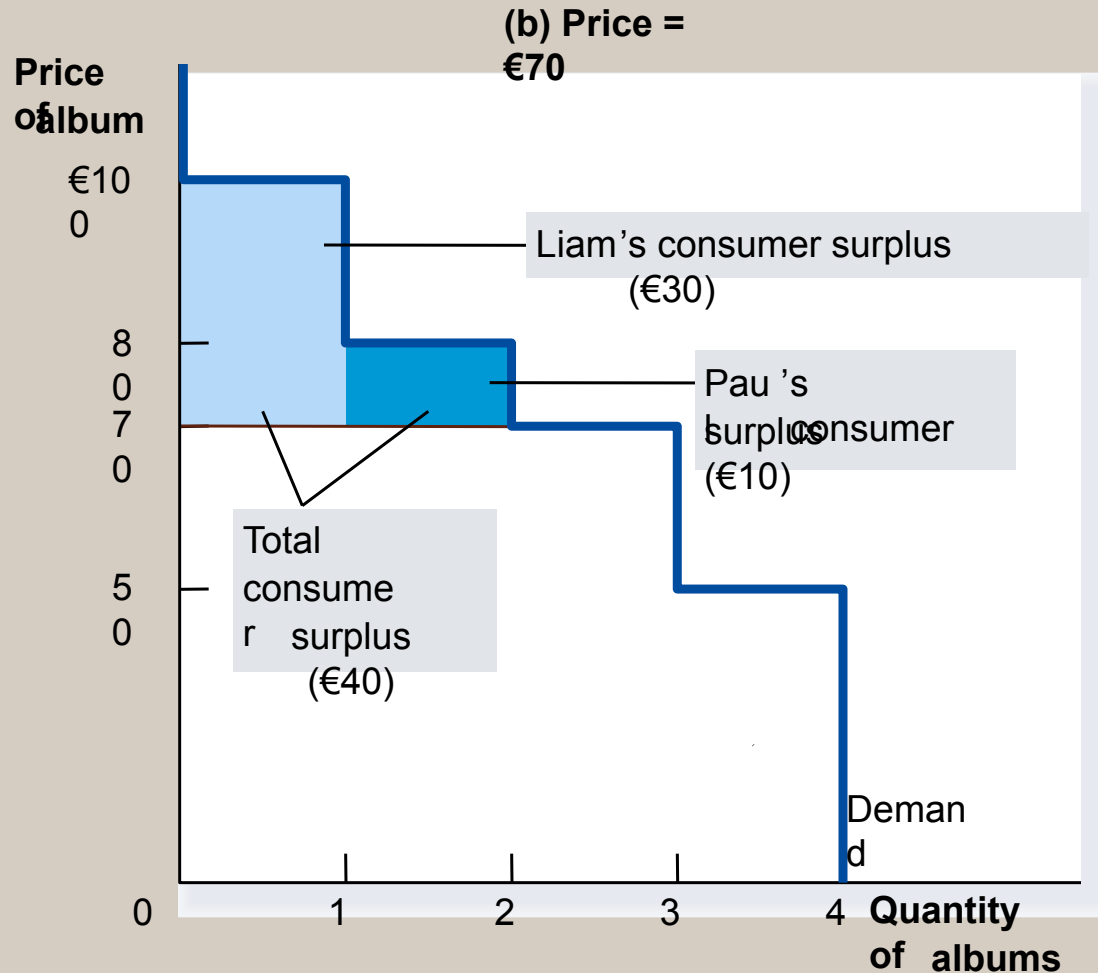 (b) Price =
€70
Price
of album
€10
0
Liam’s consumer surplus
(€30)
8
0
Pau ’s
l consumer
surplus
(€10)
7
0
Total
consume
r surplus
(€40)
5
0
Deman
d
0 1 2 3 4 Quantity
of albums